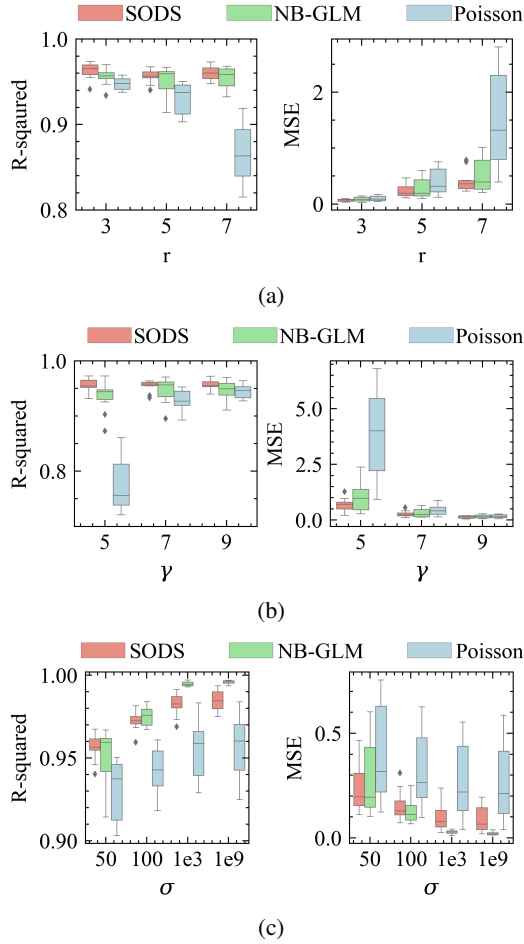 SODS NB-GLM Poisson
1.0
0.9
0.8
R-sqaured
3 5 7
r
2
0
MSE
3 5 7
r
(a)
SODS NB-GLM Poisson
1.0
0.8
R-squared
5 7 9
γ
5.0
2.5
0.0
MSE
5 7 9
γ
(b)
SODS NB-GLM Poisson
1.00
0.95
0.90
R-squared
50 100 1e3 1e9
σ
0.5
0.0
MSE
50 100 1e3 1e9
σ
(c)